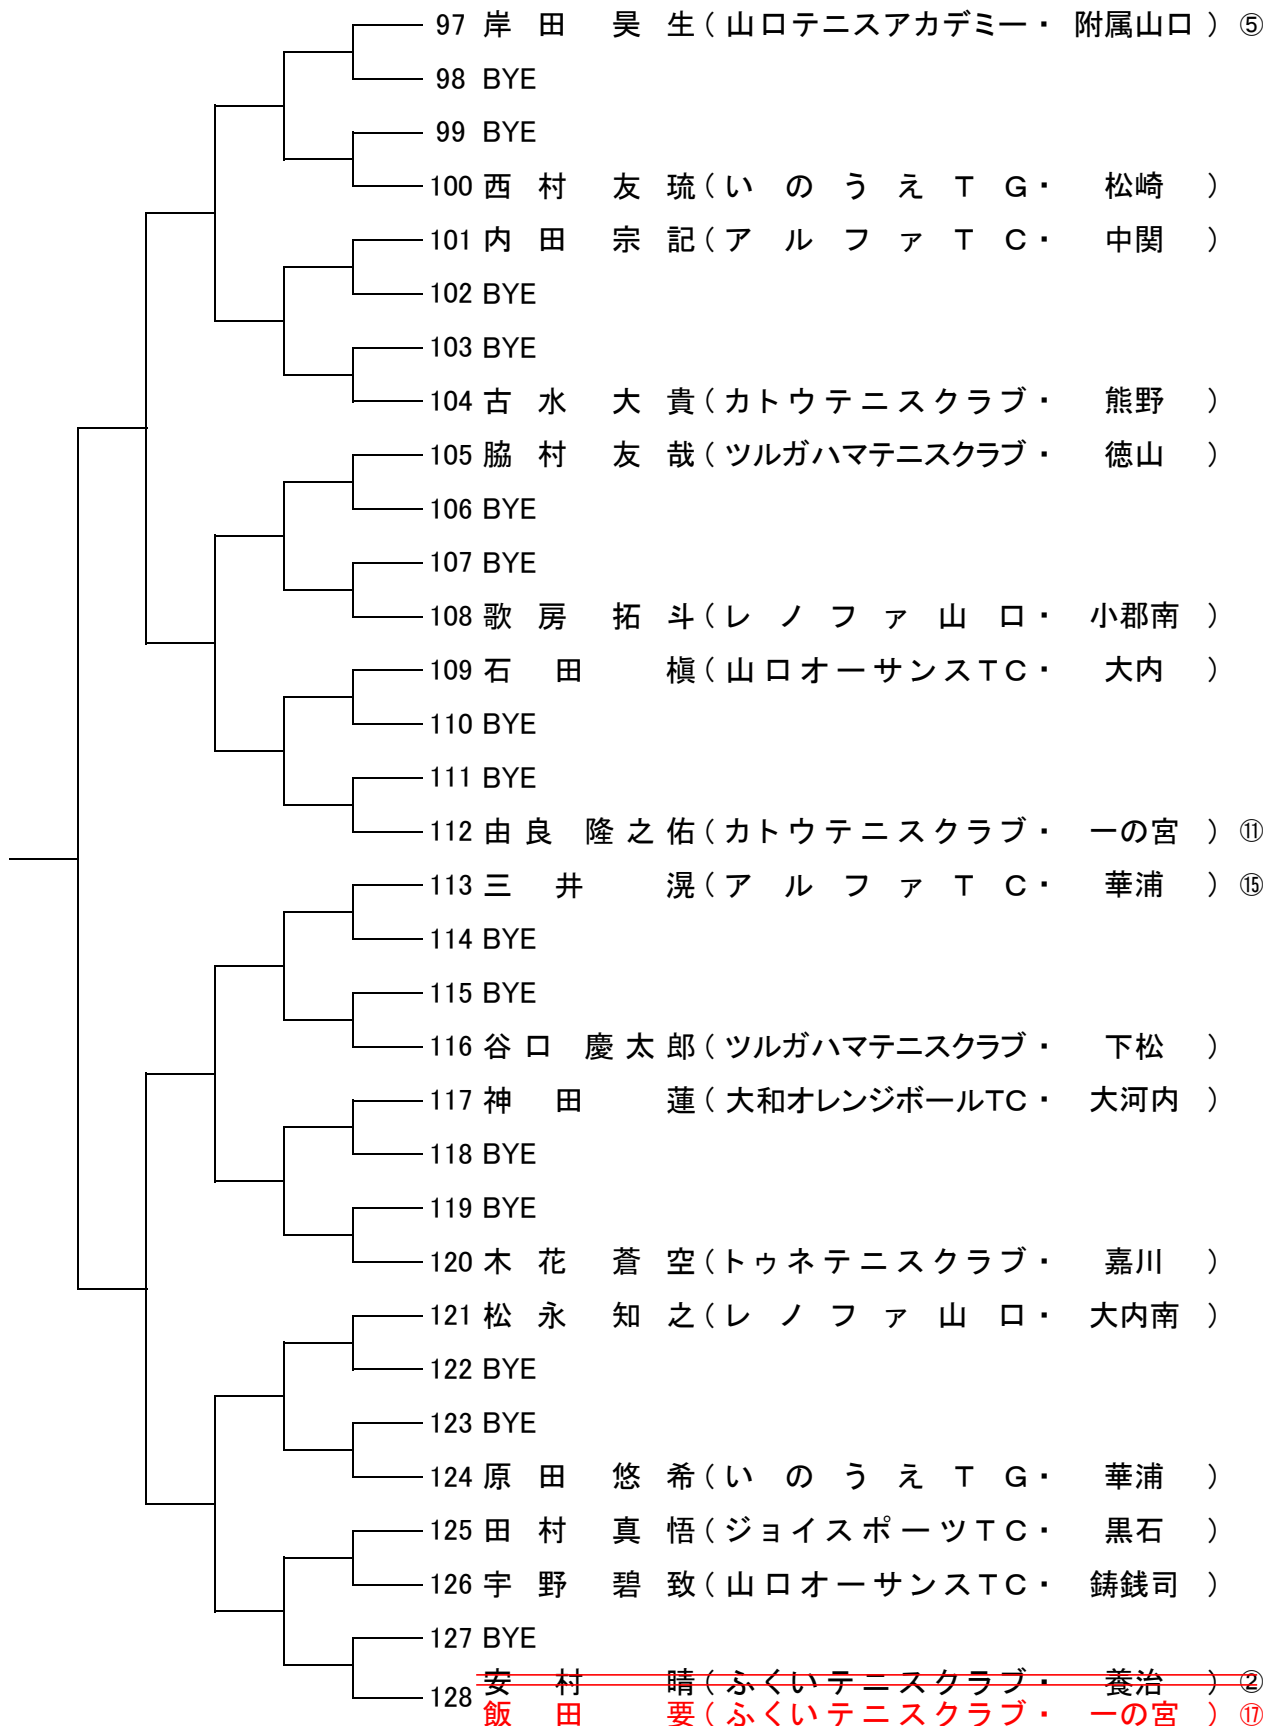 97 岸田 昊生(山口テニスアカデミー・附属山口)⑤
98 BYE
99 BYE
100 西村 友琉(いのうえTG・松崎)
101 内田 宗記(アルファTC・中関)
102 BYE
103 BYE
104 古水 大貴(カトウテニスクラブ・熊野)
105 脇村 友哉(ツルガハマテニスクラブ・徳山)
106 BYE
107 BYE
108 歌房 拓斗(レノファ山口・小郡南)
109 石田 槇(山口オーサンスTC・大内)
110 BYE
111 BYE
112 由良 隆之佑(カトウテニスクラブ・一の宮)⑪
113 三井 滉(アルファTC・華浦)⑮
114 BYE
115 BYE
116 谷口 慶太郎(ツルガハマテニスクラブ・下松)
117 神田 蓮(大和オレンジボールTC・大河内)
118 BYE
119 BYE
120 木花 蒼空(トゥネテニスクラブ・嘉川)
121 松永 知之(レノファ山口・大内南)
122 BYE
123 BYE
124 原田 悠希(いのうえTG・華浦)
125 田村 真悟(ジョイスポーツTC・黒石)
126 宇野 碧致(山口オーサンスTC・鋳銭司)
127 BYE
128 安村 晴(ふくいテニスクラブ・養治)②
飯田 要(ふくいテニスクラブ・一の宮)⑰